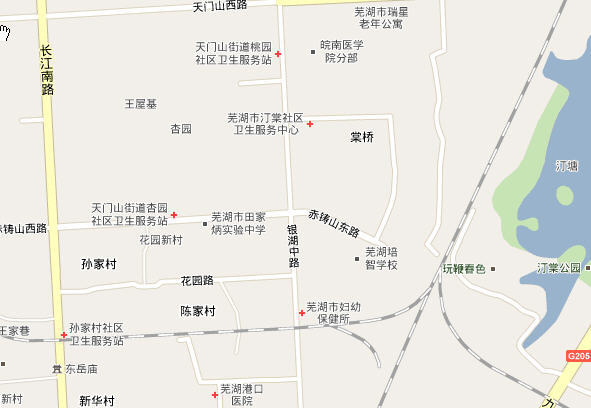 天门山西路
芜湖市瑞星
老年公寓
长江南路
天门山街道桃园
社区卫生服务站
皖南医学
院分部
王屋基
杏园
芜湖市汀棠社区
卫生服务中心
棠桥
汀塘
天门山街道杏园
社区卫生服务站
芜湖市田家
炳实验中学
赤铸山东路
赤铸山西路
花园新村
银湖中路
芜湖培
智学校
孙家村
玩鞭春色
汀棠公园
花园路
陈家村
芜湖市妇幼
保健所
王家巷
孙家村社区
卫生服务站
G205
东岳庙
芜湖港口
医院
新村
新华村